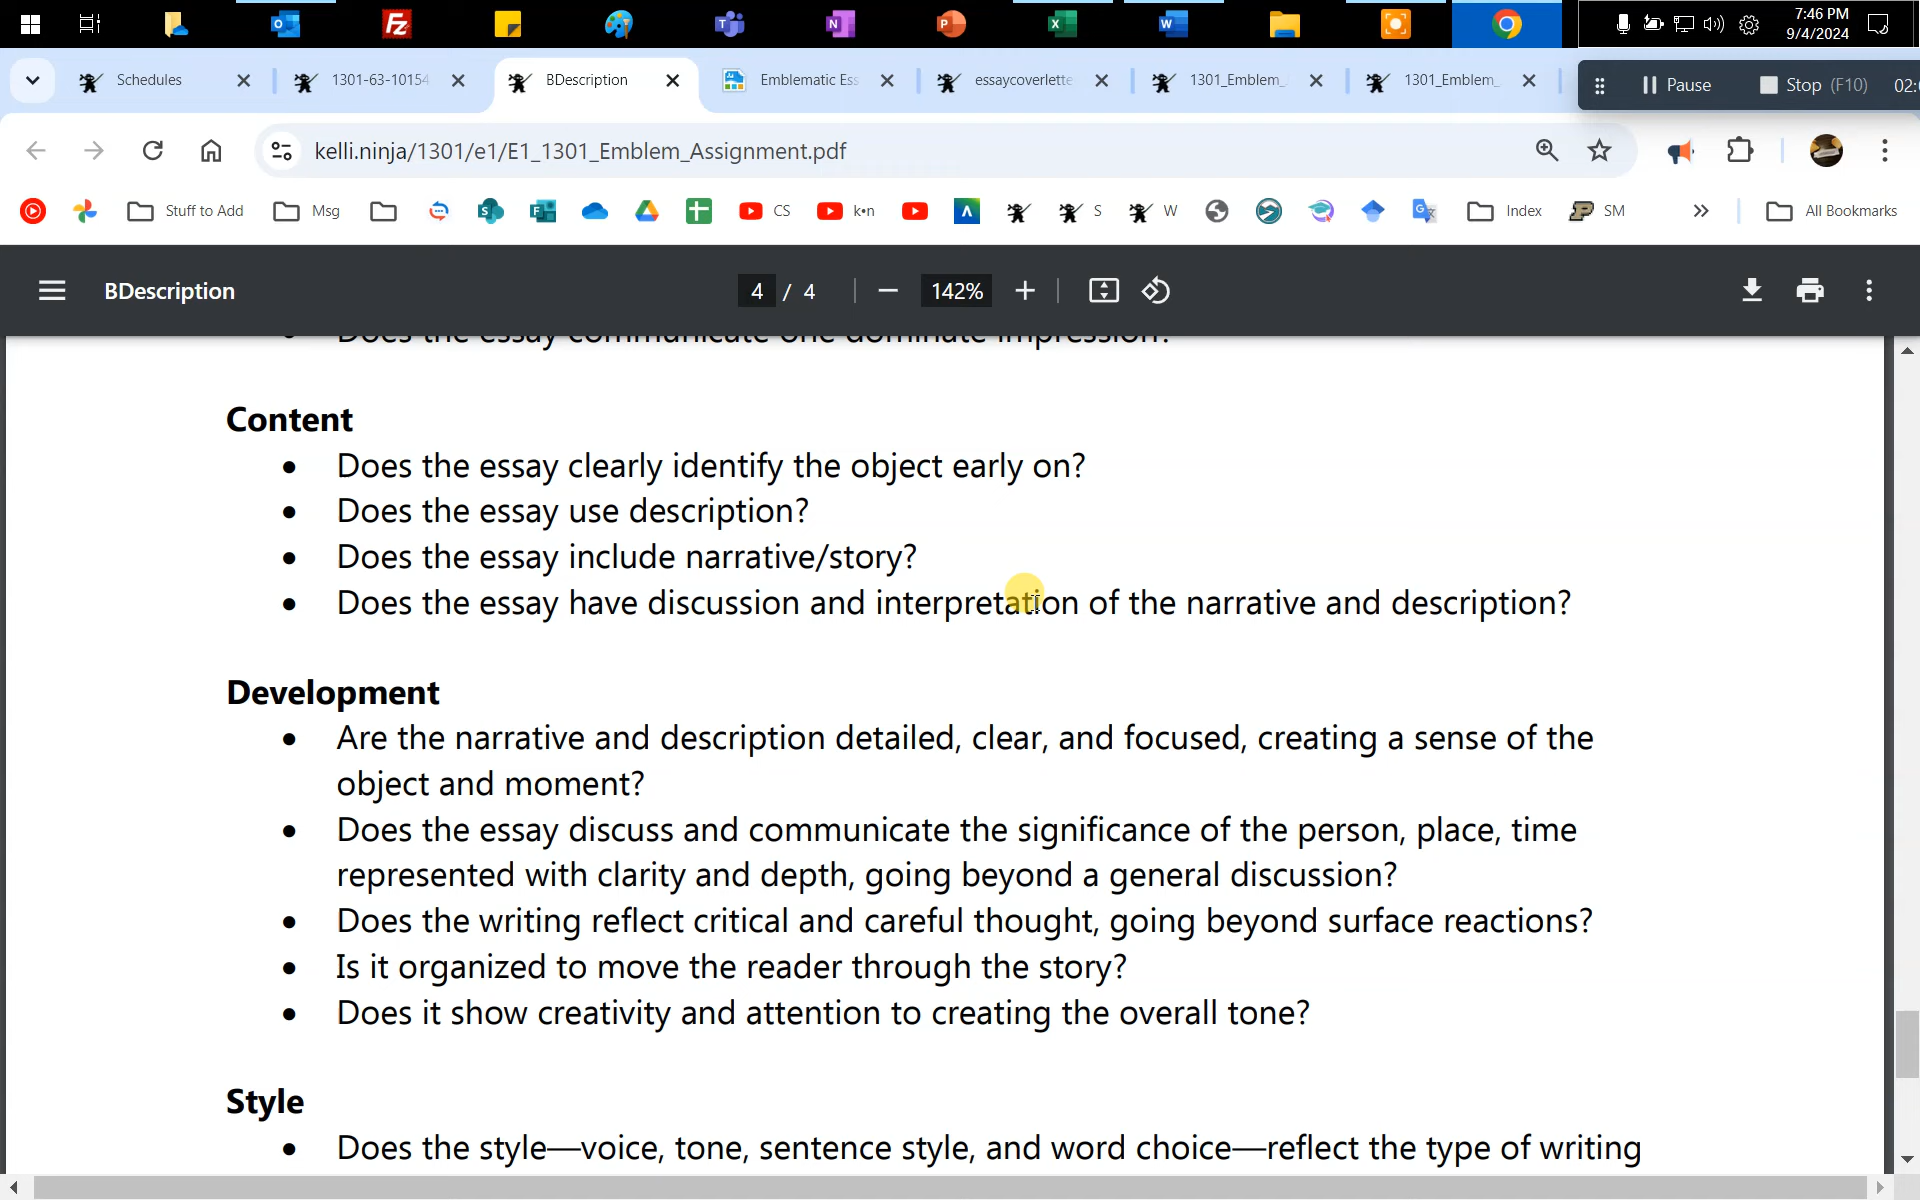 7:46 PM
9/4/2024
Schedules
1301-63-10154
BDescription
Emblematic Ess
essaycoverlette
1301_Emblem_
1301_Emblem_
Pause
Stop (F10)
kelli.ninja/1301/e1/E1_1301_Emblem_Assignment.pdf
Stuff to Add
Msg
CS
k•n
S
W
Index
SM
All Bookmarks
BDescription
4 / 4
142%
Does the essay communicate one dominate impression?
Content
• Does the essay clearly identify the object early on?
• Does the essay use description?
• Does the essay include narrative/story?
• Does the essay have discussion and interpretation of the narrative and description?
Development
• Are the narrative and description detailed, clear, and focused, creating a sense of the
object and moment?
• Does the essay discuss and communicate the significance of the person, place, time
represented with clarity and depth, going beyond a general discussion?
• Does the writing reflect critical and careful thought, going beyond surface reactions?
• Is it organized to move the reader through the story?
• Does it show creativity and attention to creating the overall tone?
Style
• Does the style—voice, tone, sentence style, and word choice—reflect the type of writing